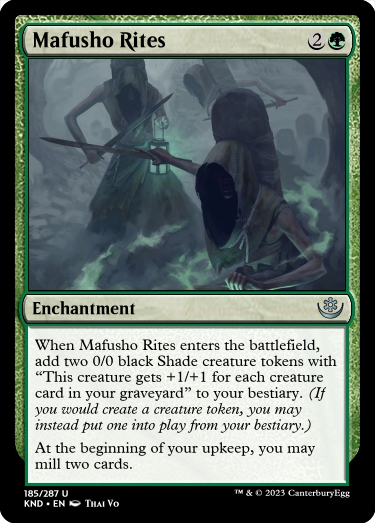 Mafusho Rites 2
Enchantment
When Mafusho Rites enters the battlefield,
add two 0/0 black Shade creature tokens with
“This creature gets +1/+1 for each creature
card in your graveyard” to your bestiary. (If
you would create a creature token, you may
instead put one into play from your bestiary.)
At the beginning of your upkeep, you may
mill two cards.
185/287 U
KND • EN Thai Vo
™ & © 2023 CanterburyEgg